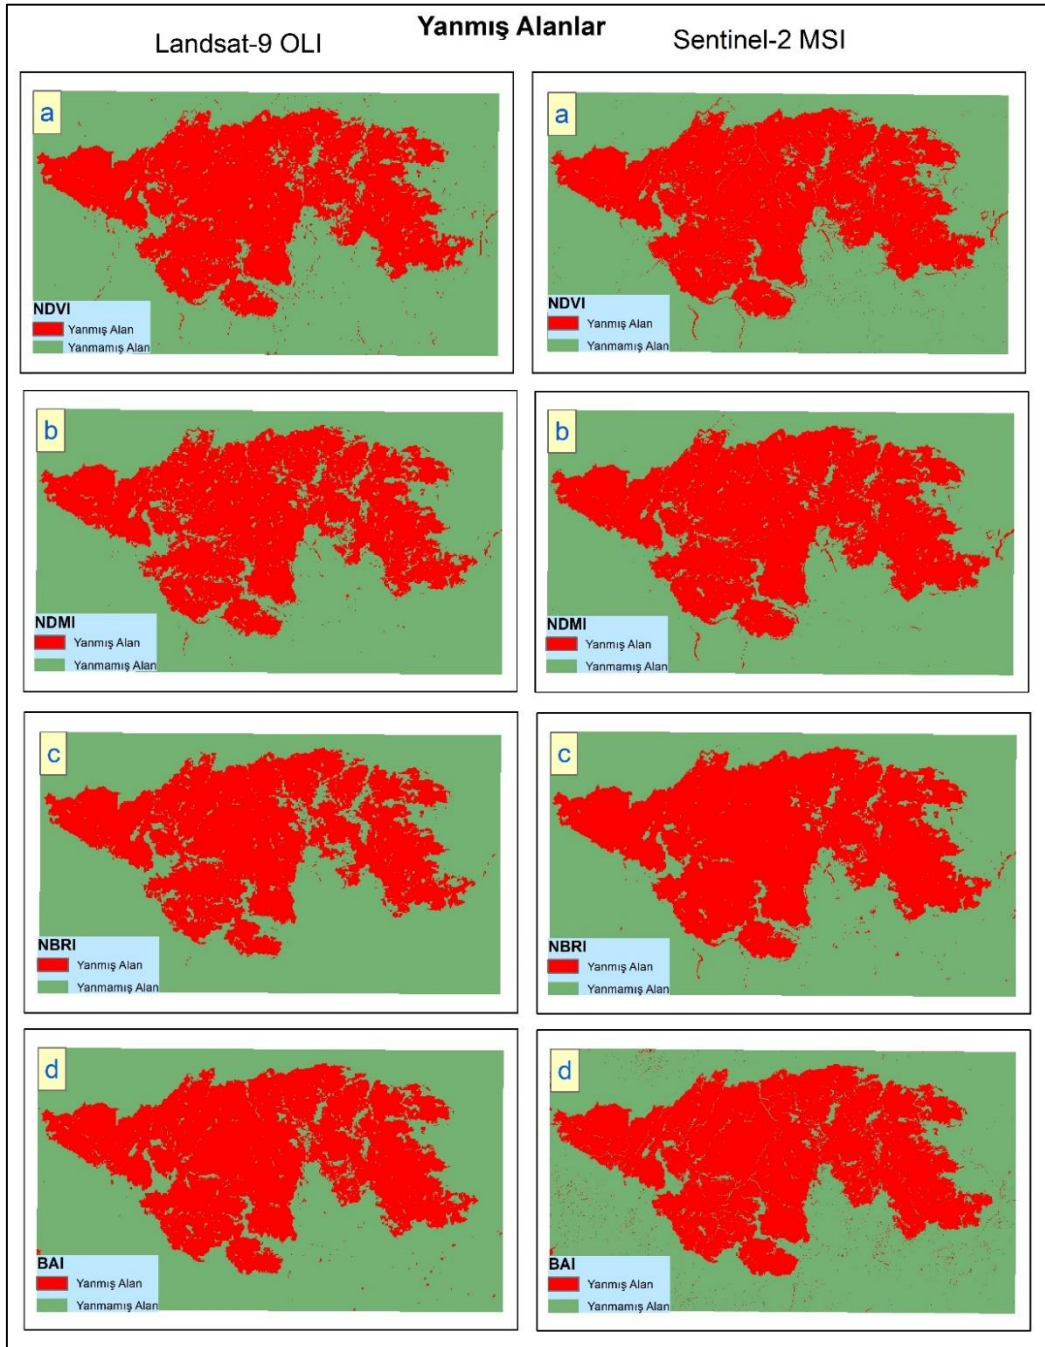 Yanmış Alanlar
Landsat-9 OLI
Sentinel-2 MSI
a
NDVI
Yanmış Alan
Yanmamış Alan
a
NDVI
Yanmış Alan
Yanmamış Alan
b
NDMI
Yanmış Alan
Yanmamış Alan
b
NDMI
Yanmış Alan
Yanmamış Alan
c
NBRI
Yanmış Alan
Yanmamış Alan
c
NBRI
Yanmış Alan
Yanmamış Alan
d
BAI
Yanmış Alan
Yanmamış Alan
d
BAI
Yanmış Alan
Yanmamış Alan